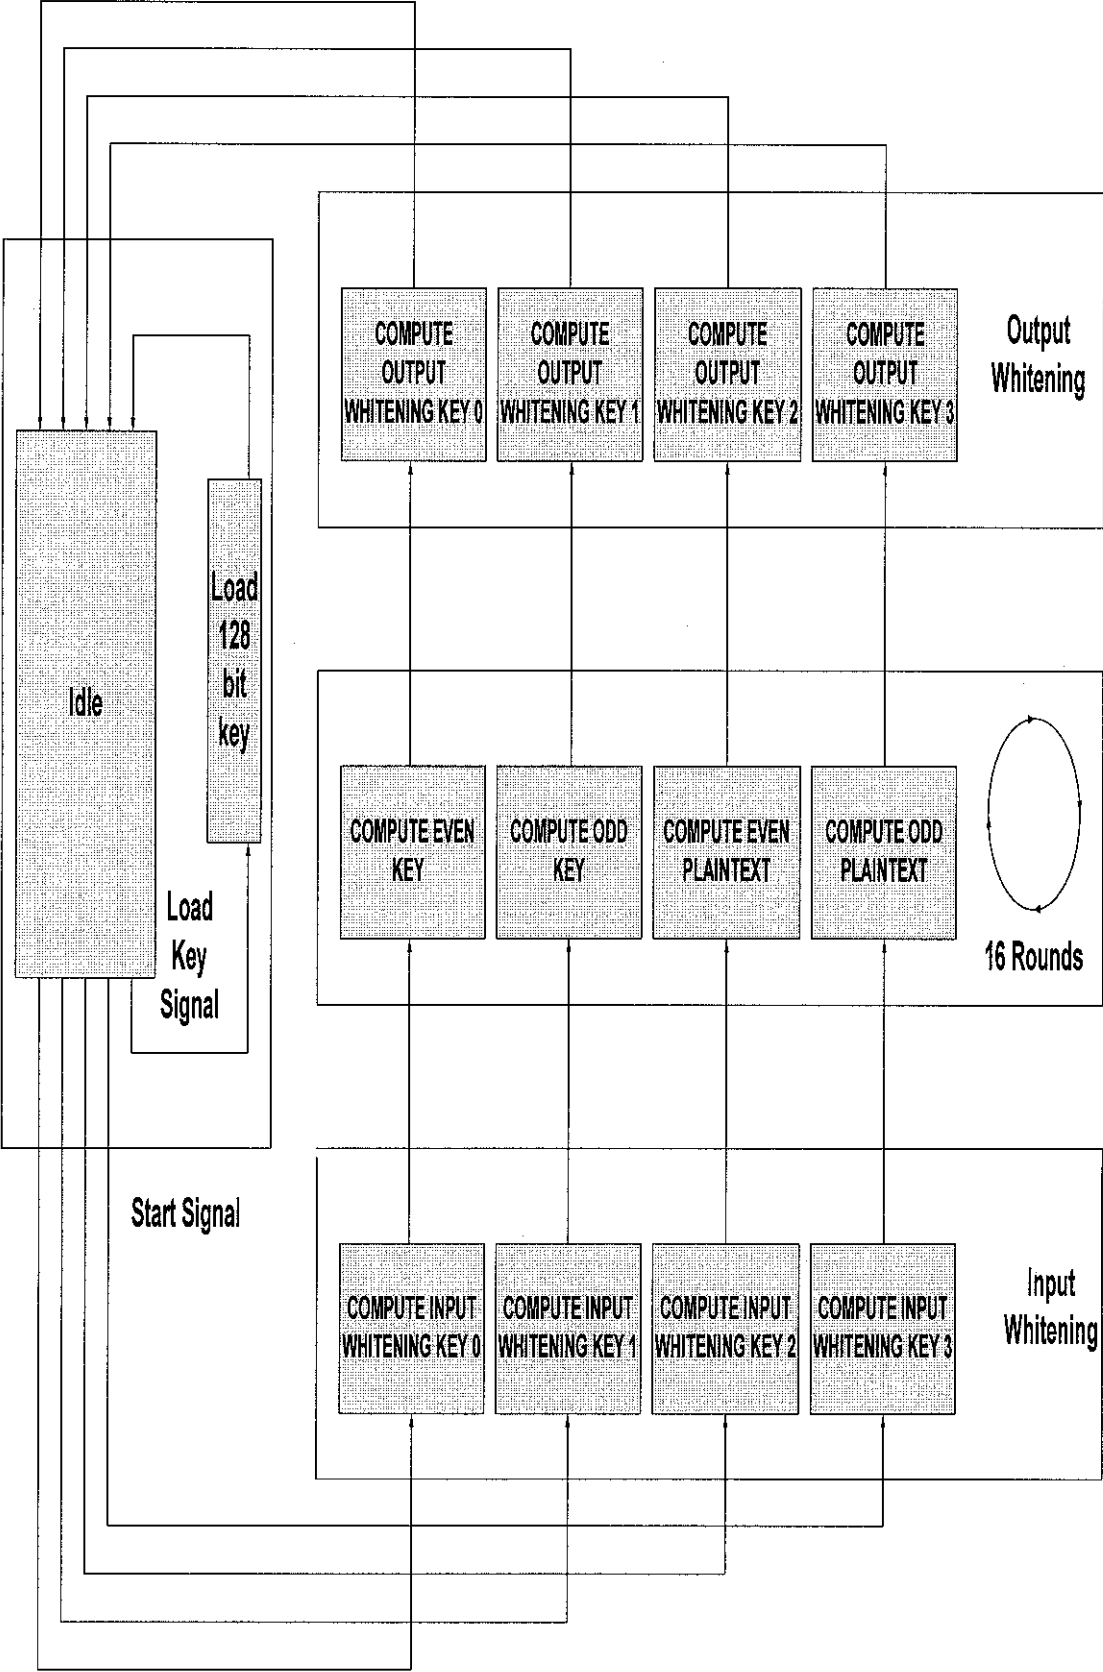 COMPUTE
OUTPUT
WHITENING KEY 0
COMPUTE
OUTPUT
WHITENING KEY 1
COMPUTE
OUTPUT
WHITENING KEY 2
COMPUTE
OUTPUT
WHITENING KEY 3
Output
Whitening
Idle
Load
128
bit
key
Load
Key
Signal
COMPUTE EVEN
KEY
COMPUTE ODD
KEY
COMPUTE EVEN
PLAINTEXT
COMPUTE ODD
PLAINTEXT
16 Rounds
Start Signal
COMPUTE INPUT
WHITENING KEY 0
COMPUTE INPUT
WHITENING KEY 1
COMPUTE INPUT
WHITENING KEY 2
COMPUTE INPUT
WHITENING KEY 3
Input
Whitening